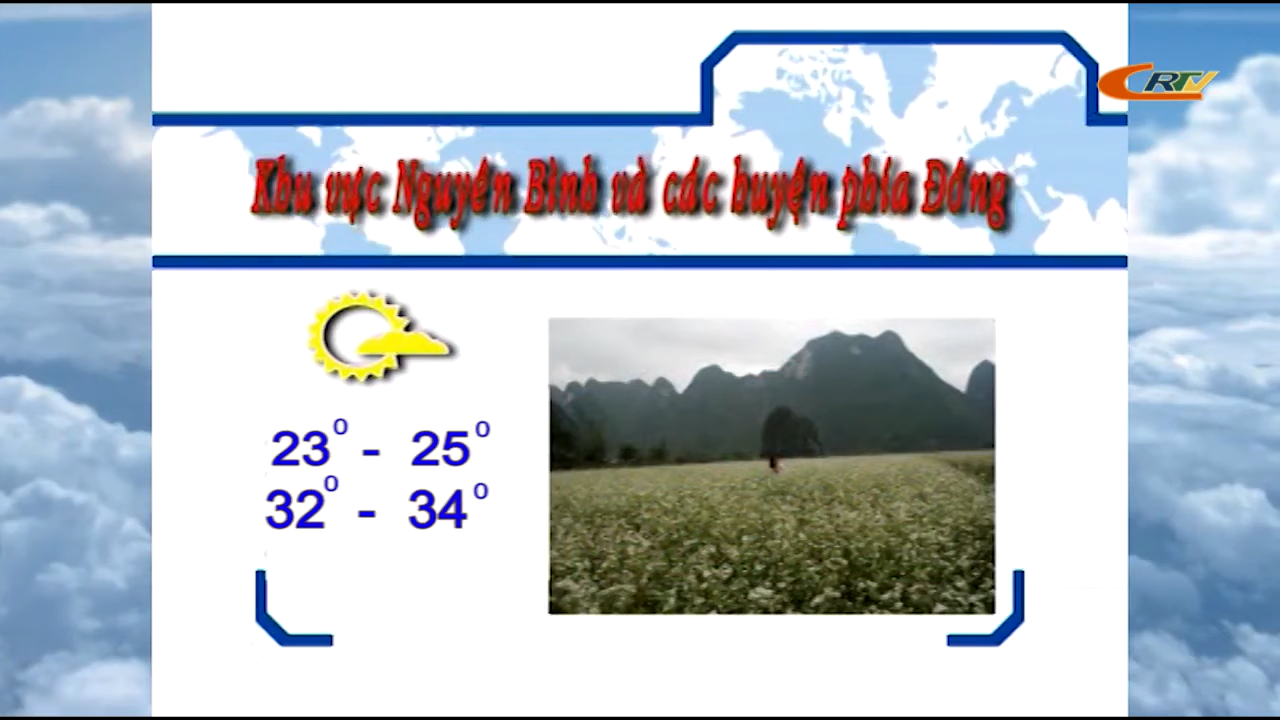 CRTV
Khu vực Nguyên Bình và các huyện phía Đông
23° - 25°
32° - 34°